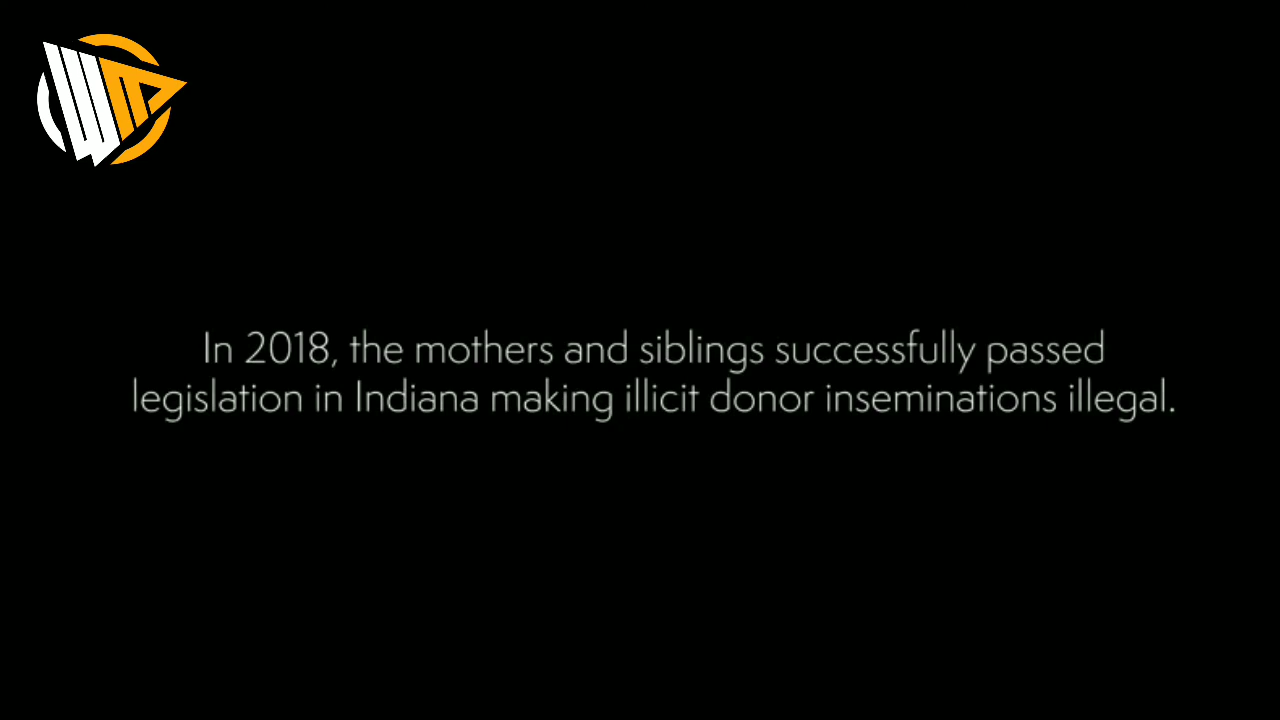 In 2018, the mothers and siblings successfully passed
legislation in Indiana making illicit donor inseminations illegal.